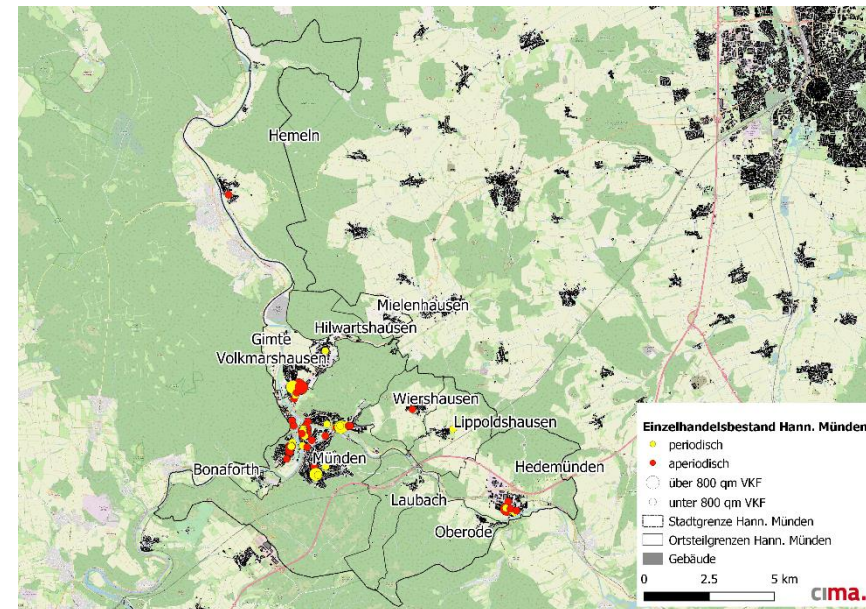 Hemeln
Mielenhausen
Hilwartshausen
Gimte
Volkmarshausen
Wiershausen
Lippoldshausen
Münden
Bonaforth
Hedemünden
Laubach
Oberode
Einzelhandelsbestand Hann. Münden
periodisch
aperiodisch
über 800 qm VKF
unter 800 qm VKF
Stadtgrenze Hann. Münden
Ortsteilgrenzen Hann. Münden
Gebäude
0 2.5 5 km
cima.